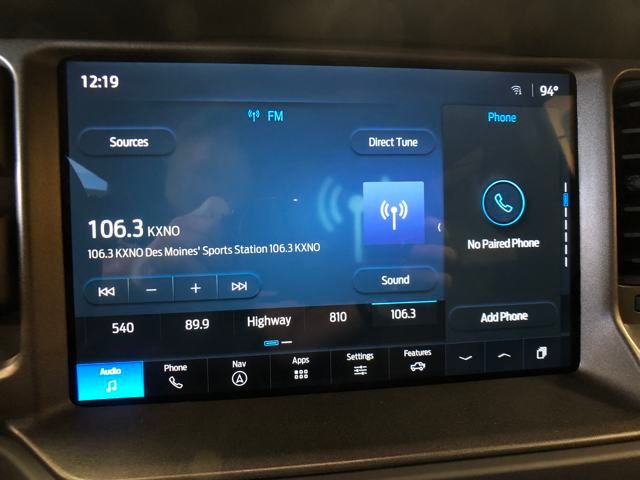 12:19
94°
FM
Phone
Sources
Direct Tune
106.3 KXNO
106.3 KXNO Des Moines' Sports Station 106.3 KXNO
No Paired Phone
Sound
Add Phone
540 89.9 Highway 810 106.3
Audio Phone Nav Apps Settings Features